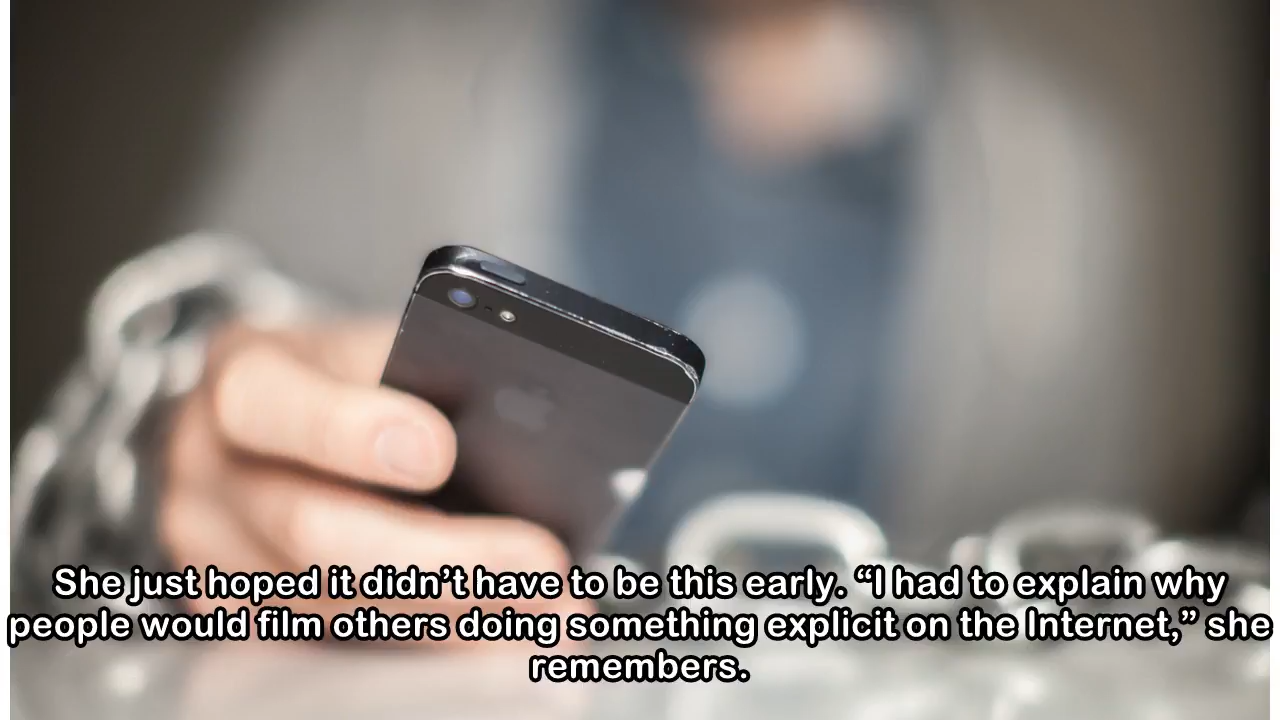 She just hoped it didn’t have to be this early. “I had to explain why
people would film others doing something explicit on the Internet,” she
remembers.